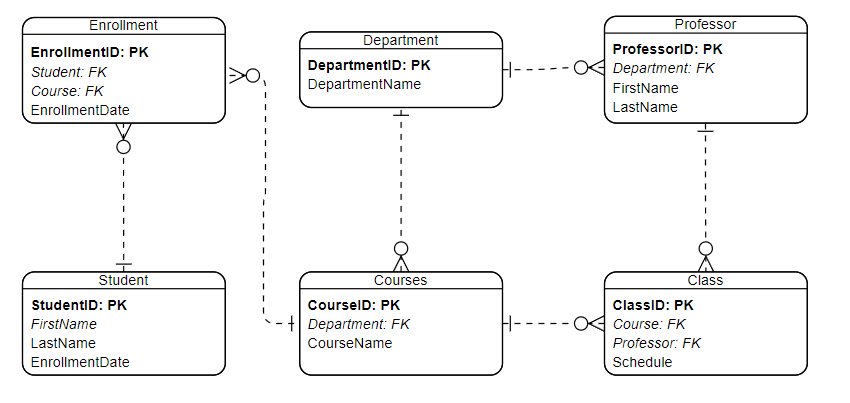 Enrollment
EnrollmentID: PK
Student: FK
Course: FK
EnrollmentDate
Department
DepartmentID: PK
DepartmentName
Professor
ProfessorID: PK
Department: FK
FirstName
LastName
Student
StudentID: PK
FirstName
LastName
EnrollmentDate
Courses
CourseID: PK
Department: FK
CourseName
Class
ClassID: PK
Course: FK
Professor: FK
Schedule